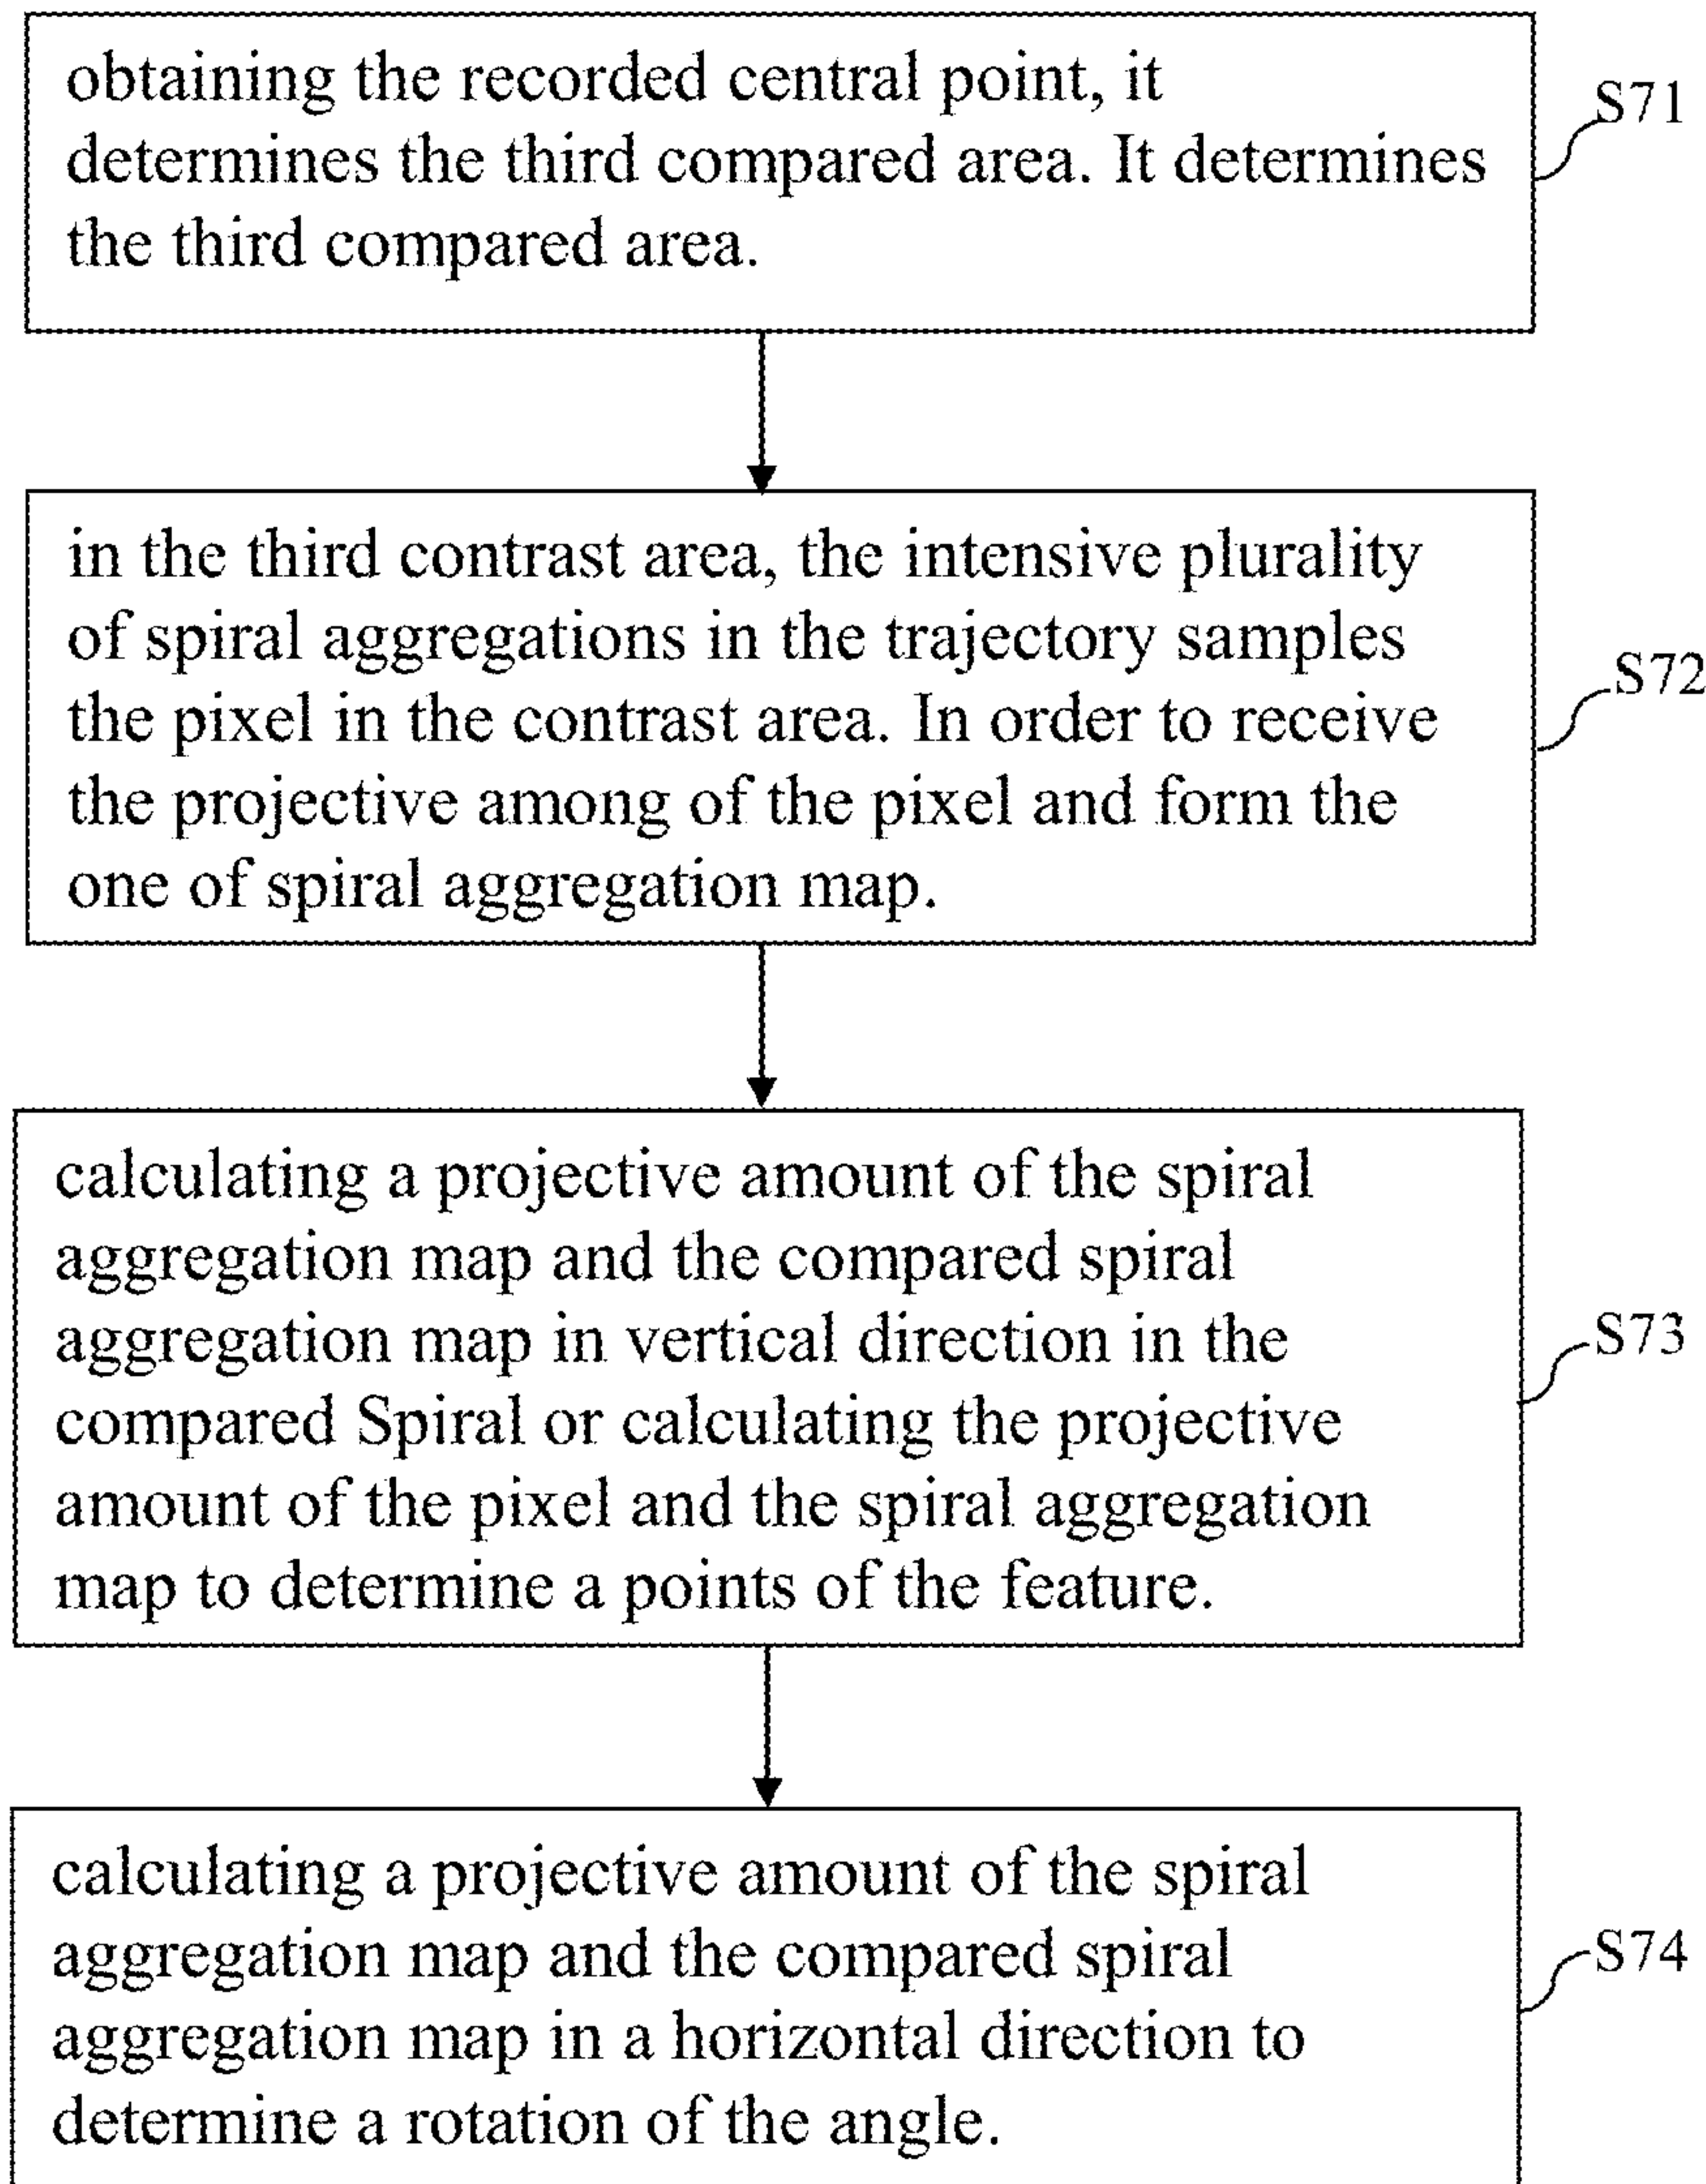 obtaining the recorded central point, it
determines the third compared area. It determines
the third compared area.
S71
in the third contrast area, the intensive plurality
of spiral aggregations in the trajectory samples
the pixel in the contrast area. In order to receive
the projective among of the pixel and form the
one of spiral aggregation map.
S72
calculating a projective amount of the spiral
aggregation map and the compared spiral
aggregation map in vertical direction in the
compared Spiral or calculating the projective
amount of the pixel and the spiral aggregation
map to determine a points of the feature.
S73
calculating a projective amount of the spiral
aggregation map and the compared spiral
aggregation map in a horizontal direction to
determine a rotation of the angle.
S74